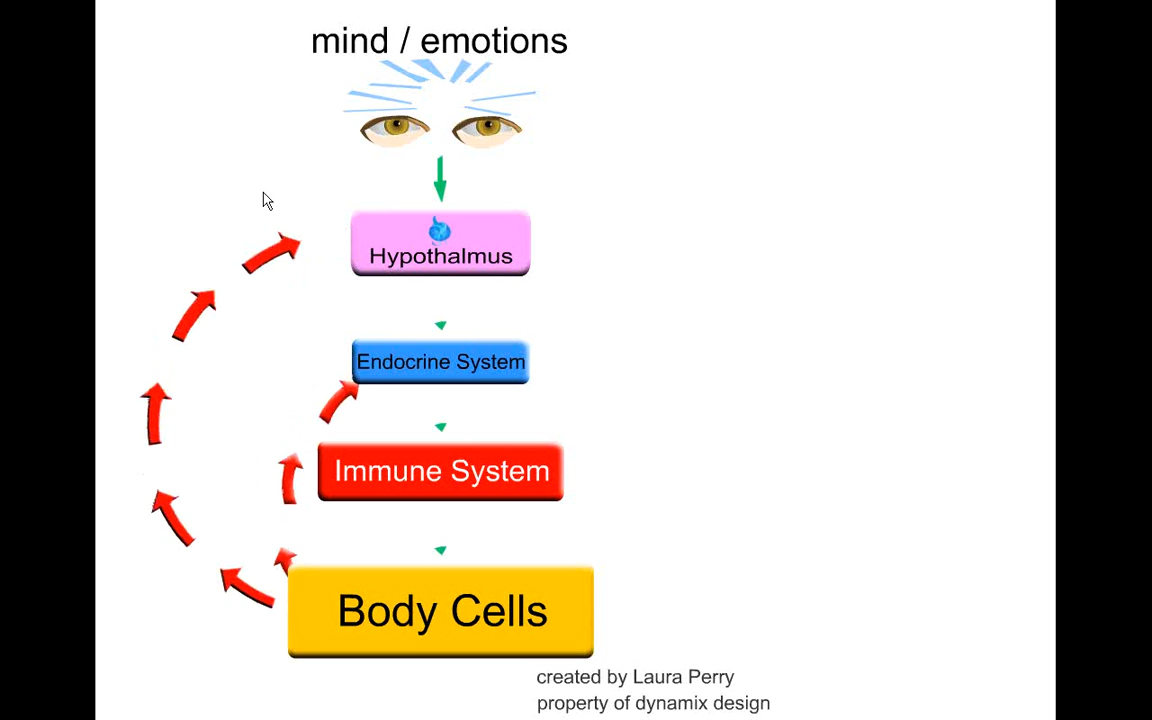 mind / emotions
Hypothalmus
Endocrine System
Immune System
Body Cells
created by Laura Perry
property of dynamix design